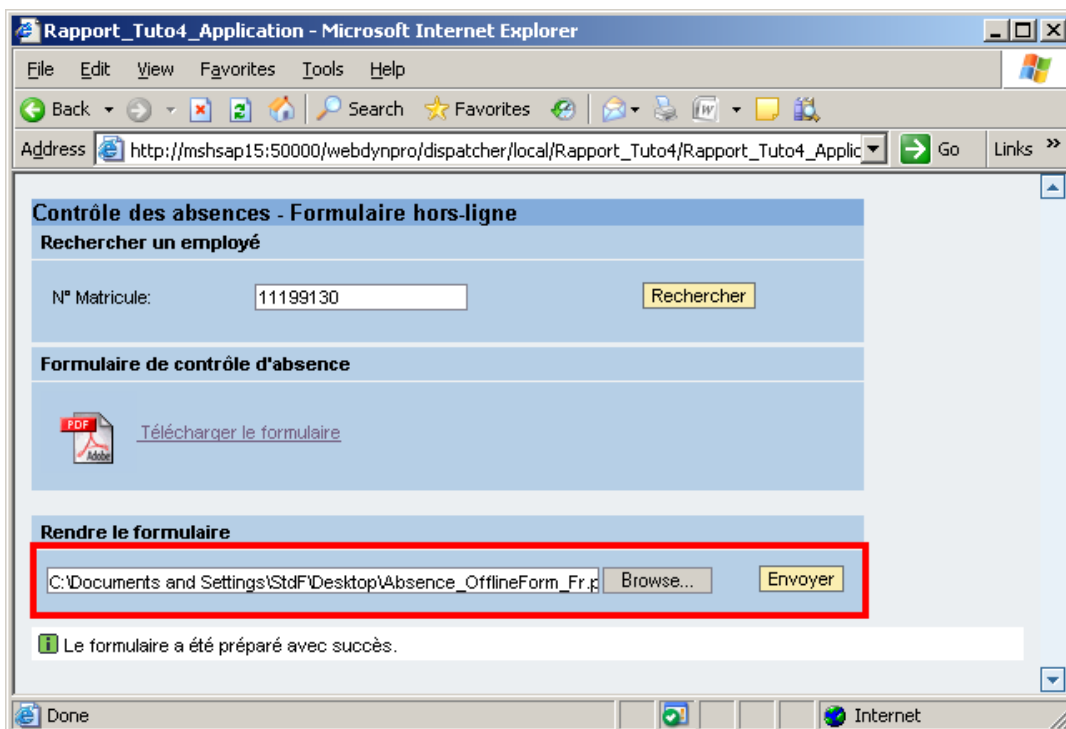 Rapport_Tuto4_Application - Microsoft Internet Explorer
File Edit View Favorites Tools Help
Back Search Favorites
Address http://mshsap15:50000/webdynpro/dispatcher/local/Rapport_Tuto4/Rapport_Tuto4_Applic Go Links »
Contrôle des absences - Formulaire hors-ligne
Rechercher un employé
N° Matricule: 11199130 Rechercher
Formulaire de contrôle d'absence
PDF
Adobe
Télécharger le formulaire
Rendre le formulaire
C:\Documents and Settings\StdF\Desktop\Absence_OfflineForm_Fr.p Browse... Envoyer
Le formulaire a été préparé avec succès.
Done Internet